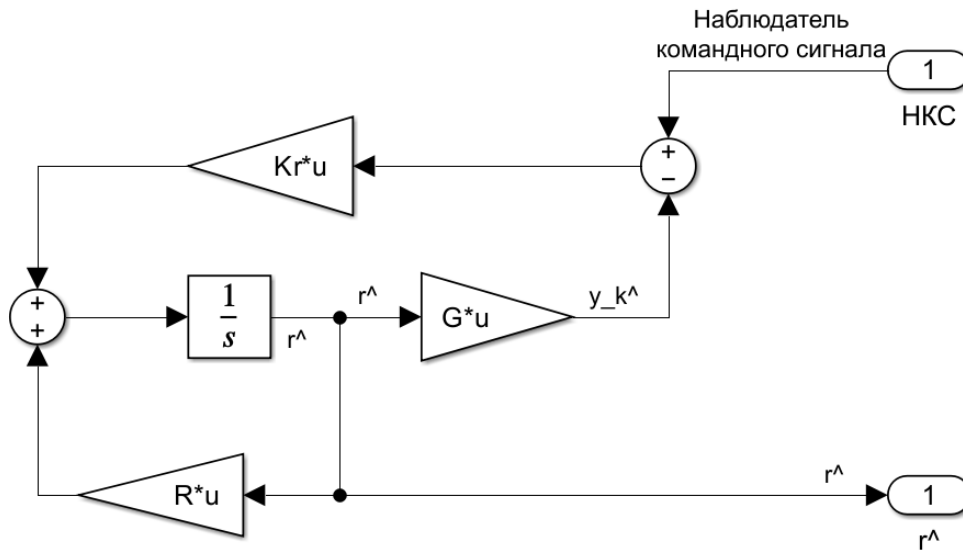 Наблюдатель
командного сигнала
1
НКС
+
−
Kr*u
+
+
1
s
r^
r^
G*u
y_k^
R*u
r^
1
r^